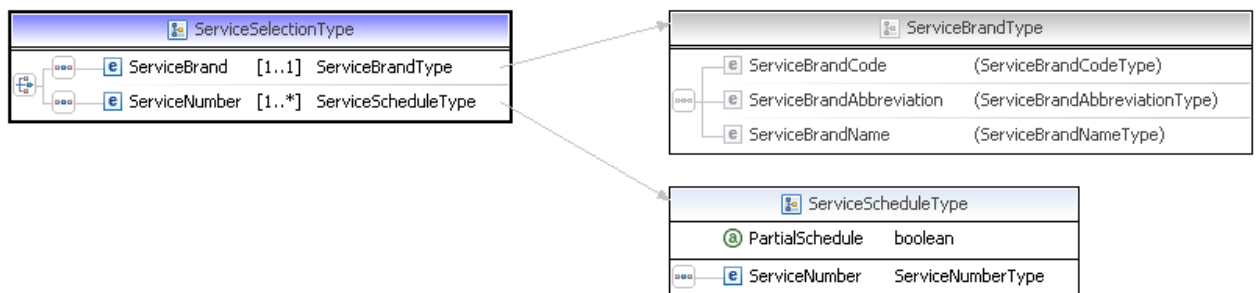 ServiceSelectionType
ServiceBrand [1..1] ServiceBrandType
ServiceNumber [1..*] ServiceScheduleType
ServiceBrandType
ServiceBrandCode (ServiceBrandCodeType)
ServiceBrandAbbreviation (ServiceBrandAbbreviationType)
ServiceBrandName (ServiceBrandNameType)
ServiceScheduleType
PartialSchedule boolean
ServiceNumber ServiceNumberType